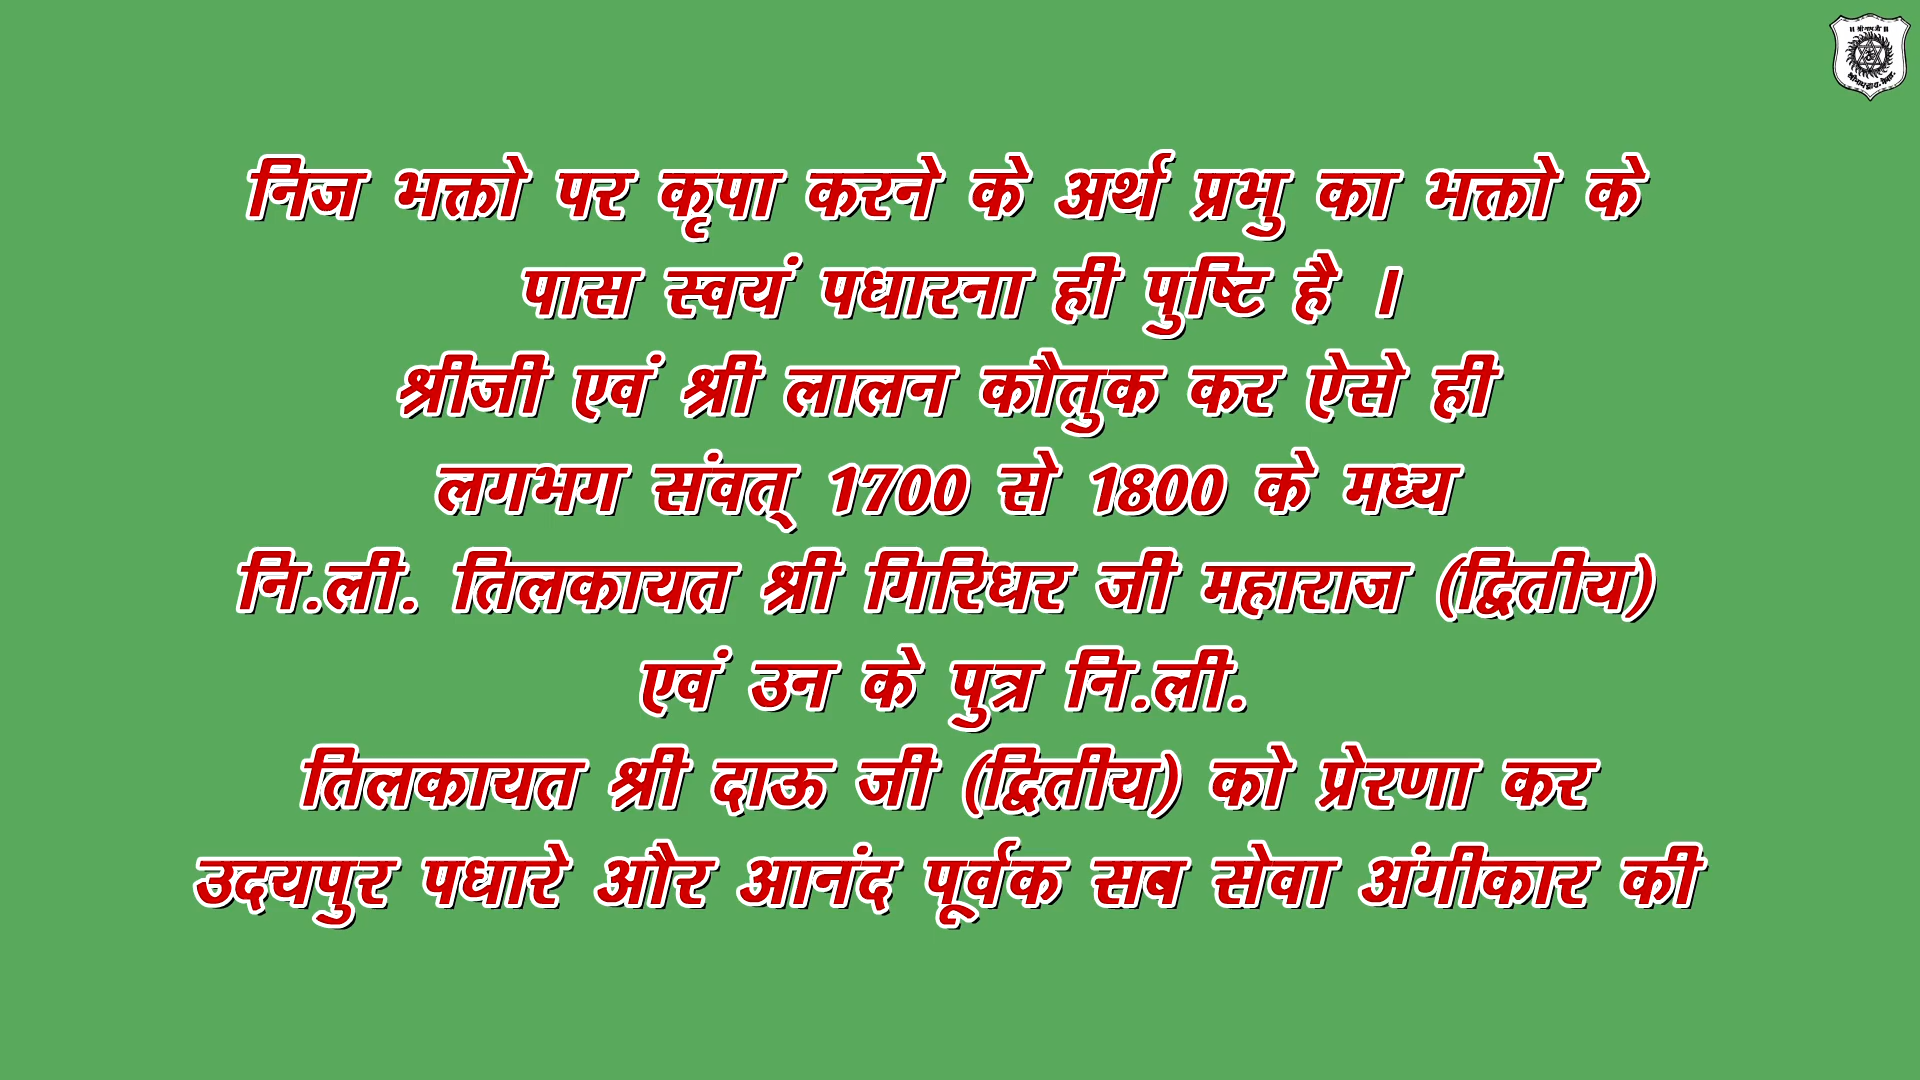 निज भक्तो पर कृपा करने के अर्थ प्रभु का भक्तो के
पास स्वयं पधारना ही पुष्टि है ।
श्रीजी एवं श्री लालन कौतुक कर ऐसे ही
लगभग संवत् 1700 से 1800 के मध्य
नि.ली. तिलकायत श्री गिरिधर जी महाराज (द्वितीय)
एवं उन के पुत्र नि.ली.
तिलकायत श्री दाऊ जी (द्वितीय) को प्रेरणा कर
उदयपुर पधारे और आनंद पूर्वक सब सेवा अंगीकार की